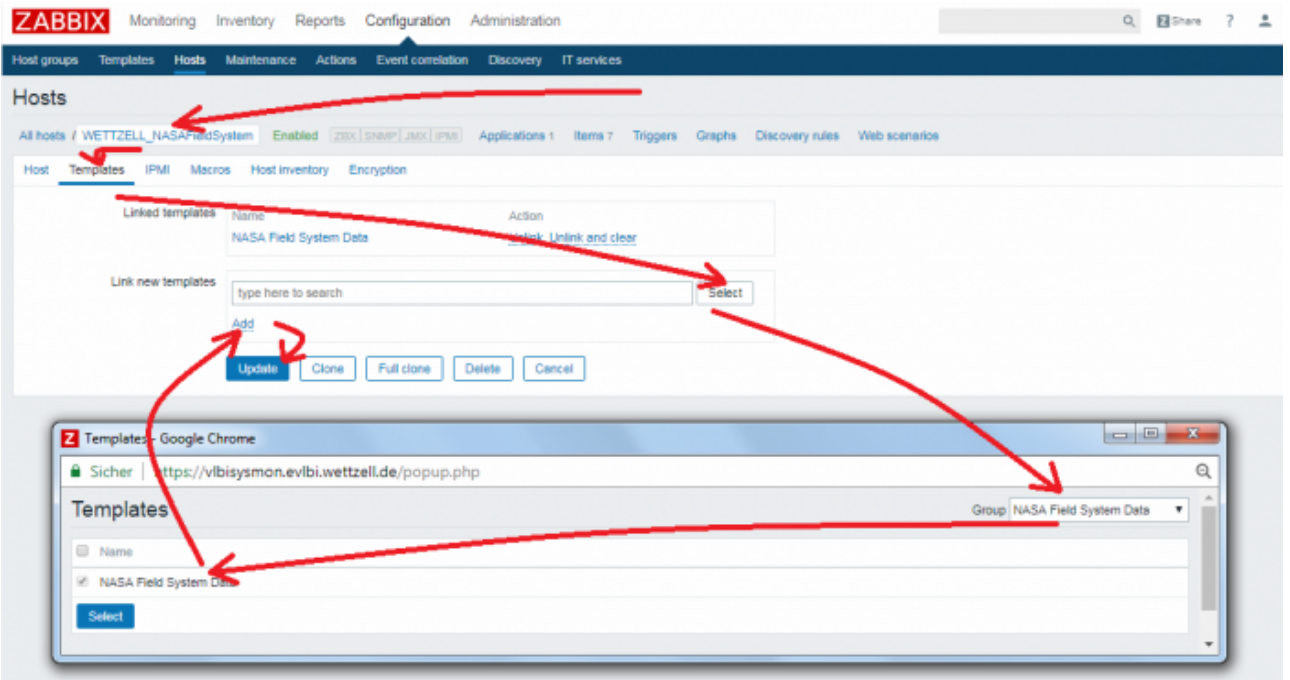 ZABBIX Monitoring Inventory Reports Configuration Administration Z Share ?
Host groups Templates Hosts Maintenance Actions Event correlation Discovery IT services
Hosts
All hosts / WETTZELL_NASAFieldSystem Enabled ZBX SNMP JMX IPMI Applications 1 Items 7 Triggers Graphs Discovery rules Web scenarios
Host Templates IPMI Macros Host inventory Encryption
Linked templates Name Action
NASA Field System Data Unlink Unlink and clear
Link new templates type here to search Select
Add
Update Clone Full clone Delete Cancel
Z Templates - Google Chrome
Sicher https://vlbisysmon.evlbi.wettzell.de/popup.php
Templates Group NASA Field System Data
Name
NASA Field System Data
Select